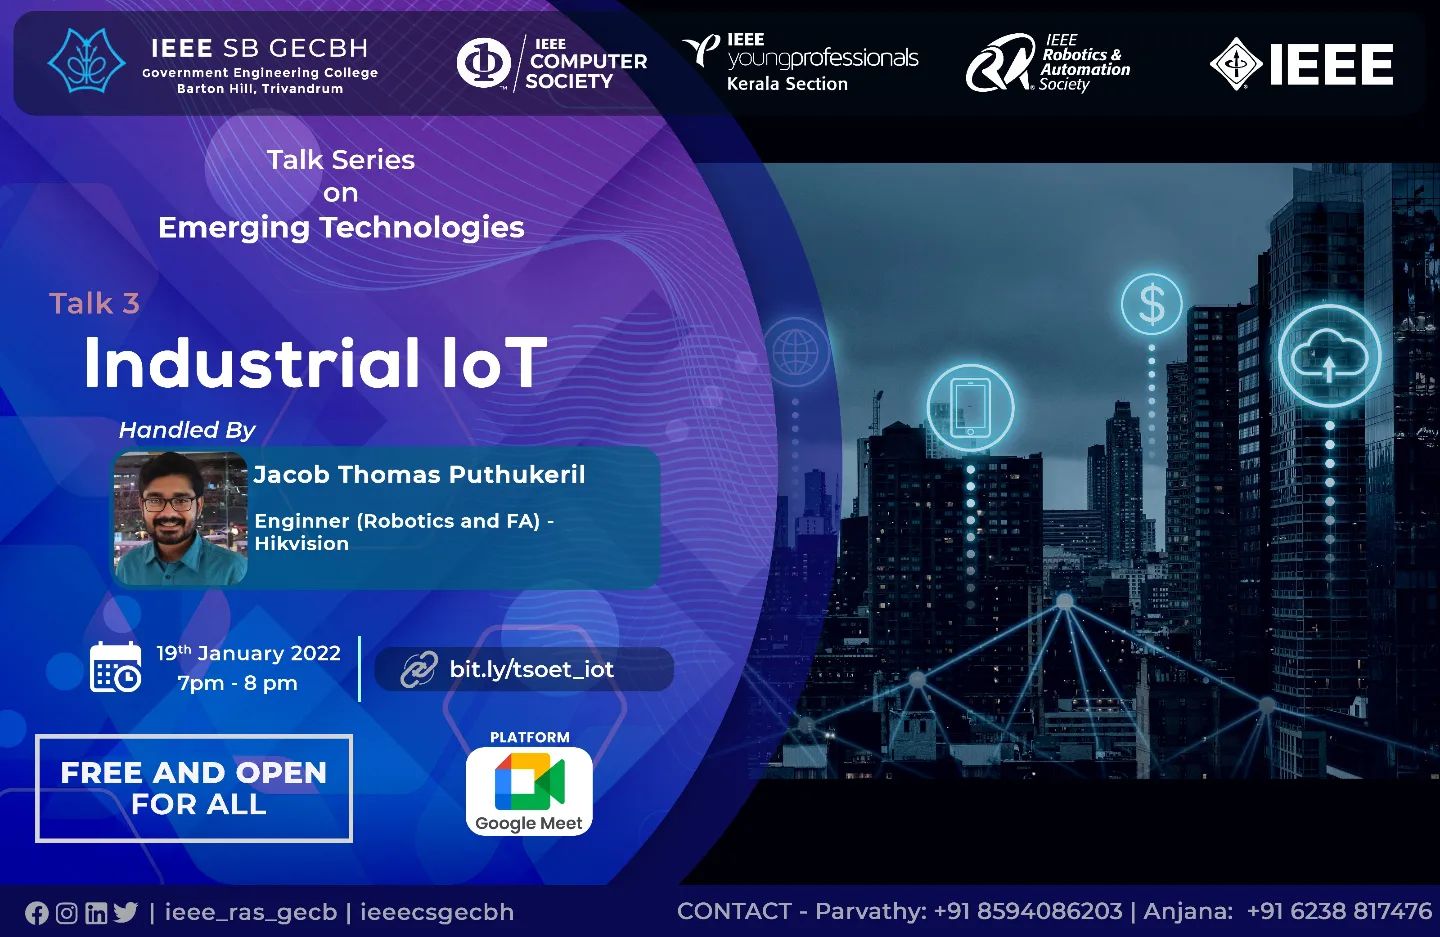 IEEE SB GECBH
Government Engineering College
Barton Hill, Trivandrum
IEEE
COMPUTER
SOCIETY
TM
IEEE
youngprofessionals
Kerala Section
IEEE
Robotics &
Automation
Society
IEEE
Talk Series
on
Emerging Technologies
Talk 3
Industrial IoT
Handled By
Jacob Thomas Puthukeril
Enginner (Robotics and FA) -
Hikvision
19th January 2022
7pm - 8 pm
bit.ly/tsoet_iot
FREE AND OPEN
FOR ALL
PLATFORM
Google Meet
| ieee_ras_gecb | ieeecsgecbh
CONTACT - Parvathy: +91 8594086203 | Anjana: +91 6238 817476